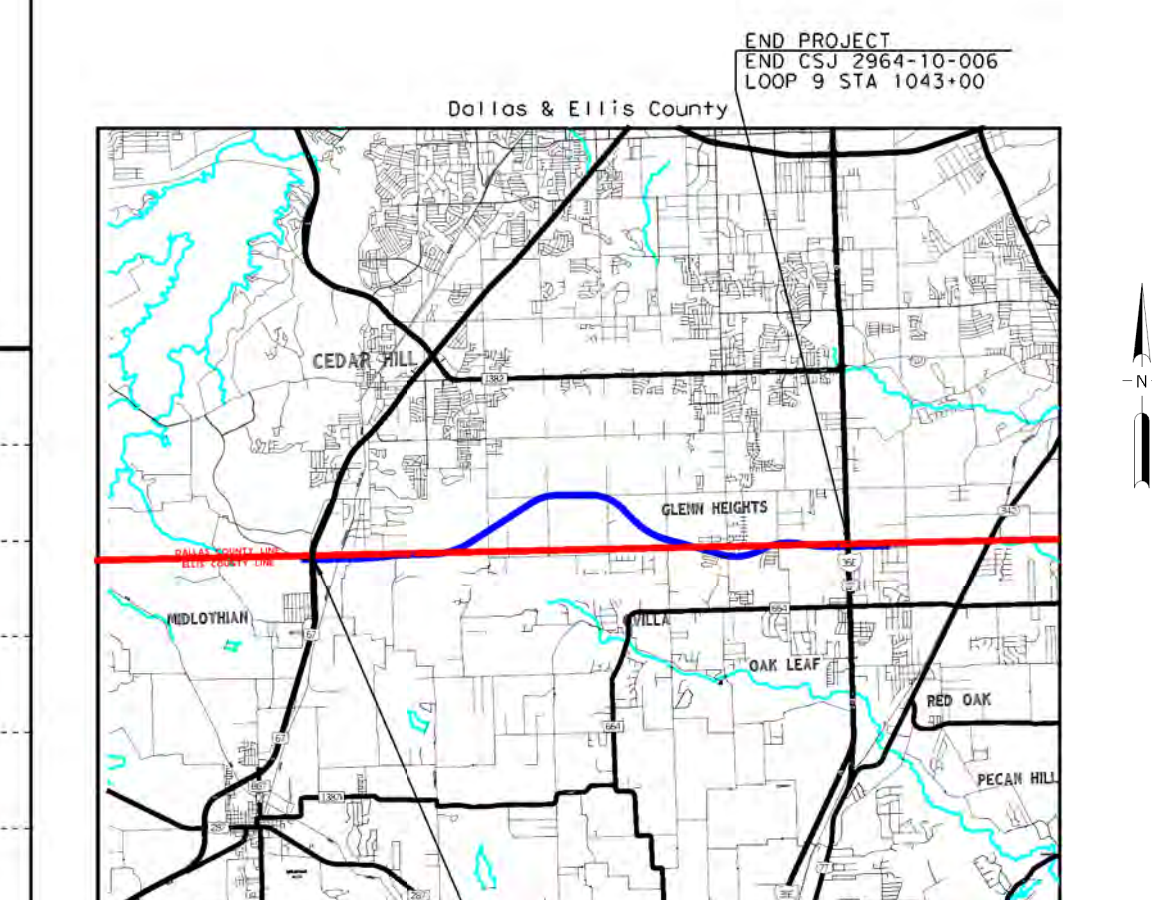 END PROJECT
END CSJ 2964-10-006
LOOP 9 STA 1043+00
Dallas & Ellis County
CEDAR HILL
1382
-N-
GLENN HEIGHTS
342
DALLAS COUNTY LINE
ELLIS COUNTY LINE
35E
MIDLOTHIAN
VILLA
664
67
OAK LEAF
RED OAK
664
67
PECAN HILL
1387
287
77
35E
287